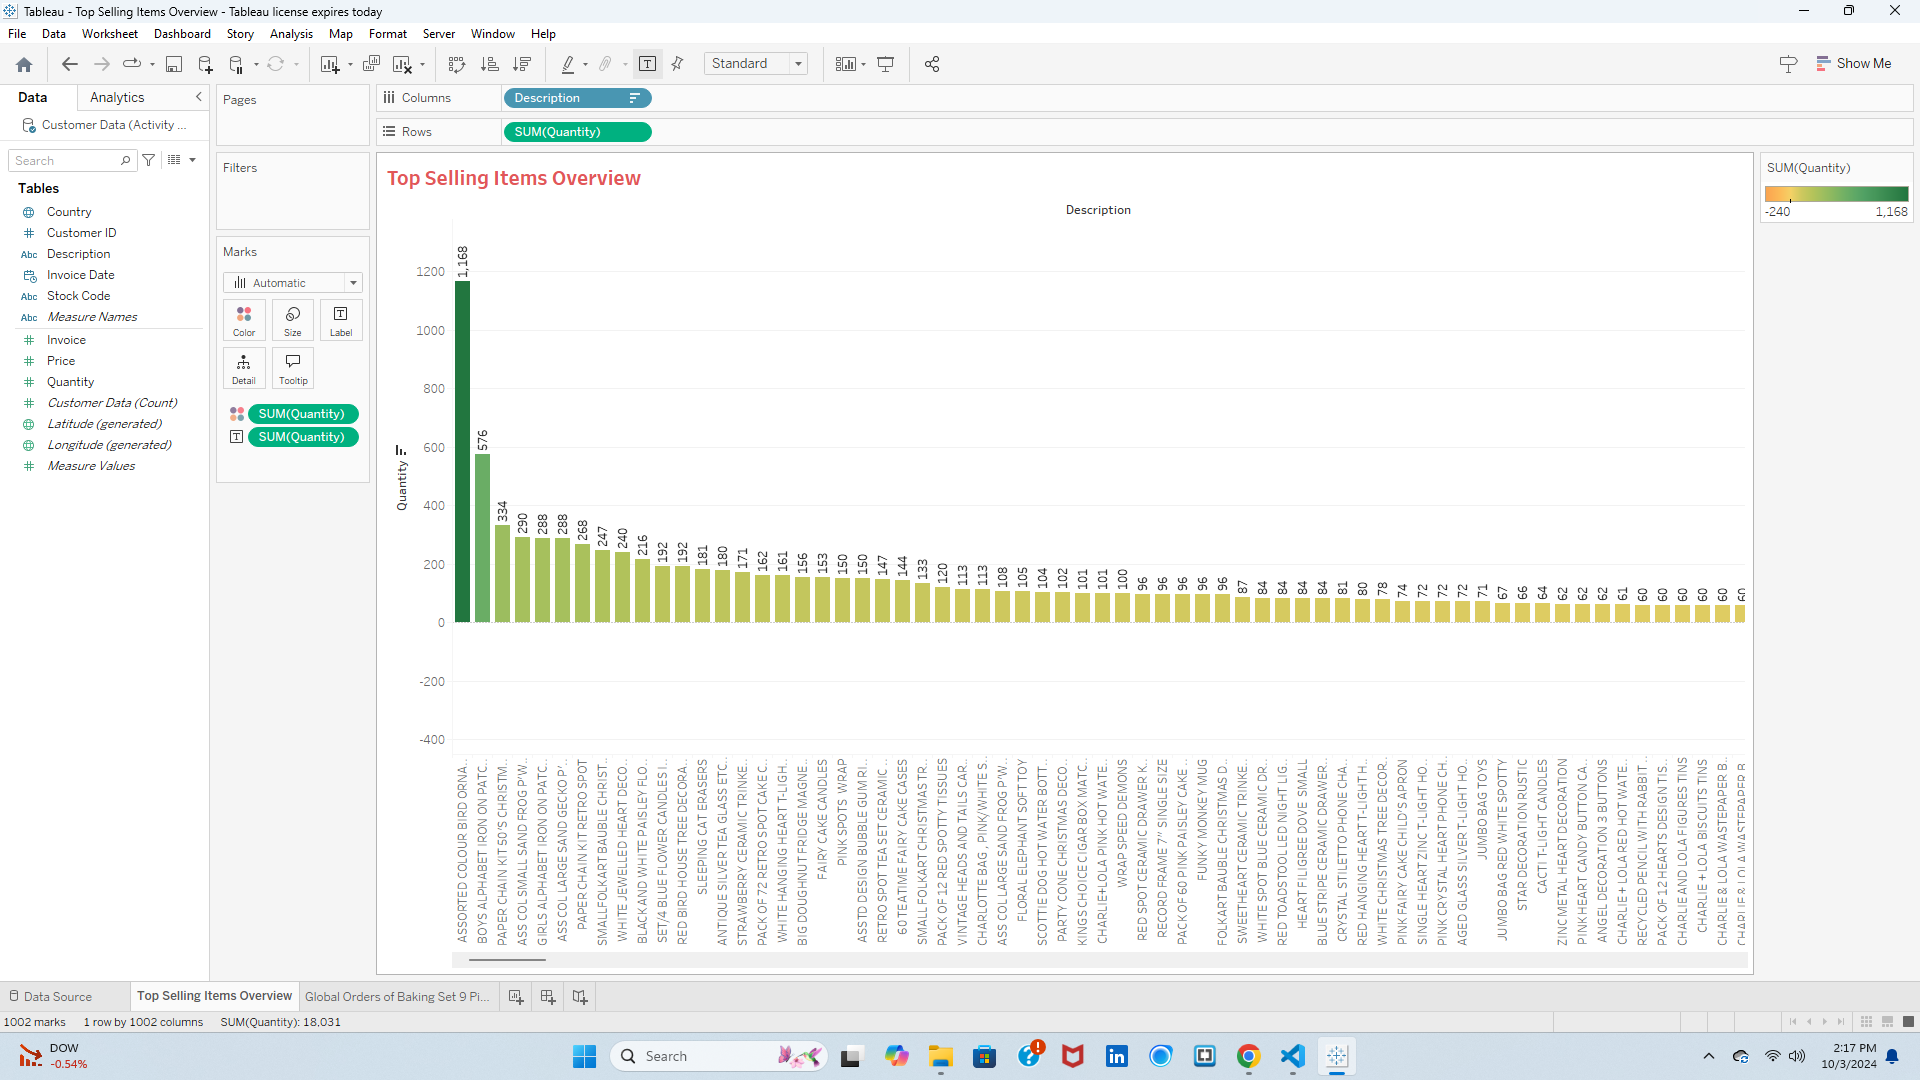 Tableau - Top Selling Items Overview - Tableau license expires today
File Data Worksheet Dashboard Story Analysis Map Format Server Window Help
Standard
Show Me
Data Analytics
Customer Data (Activity ...
Search
Tables
Country
Customer ID
Abc Description
Invoice Date
Abc Stock Code
Abc Measure Names
Invoice
Price
Quantity
Customer Data (Count)
Latitude (generated)
Longitude (generated)
Measure Values
Pages
Filters
Marks
Automatic
Color Size Label
Detail Tooltip
SUM(Quantity)
SUM(Quantity)
Columns Description
Rows SUM(Quantity)
Top Selling Items Overview
Description
Quantity
1200
1000
800
600
400
200
0
-200
-400
1,168
576
334
290
288
288
268
247
240
216
192
192
181
180
171
162
161
156
153
150
150
147
144
133
120
113
113
108
105
104
102
101
101
100
96
96
96
96
96
87
84
84
84
84
81
80
78
74
72
72
72
71
67
66
64
62
62
62
61
60
60
60
60
60
60
ASSORTED COLOUR BIRD ORNA..
BOYS ALPHABET IRON ON PATC..
PAPER CHAIN KIT 50'S CHRISTM..
ASS COL SMALL SAND FROG P'W..
GIRLS ALPHABET IRON ON PATC..
ASS COL LARGE SAND GECKO P'..
PAPER CHAIN KIT RETRO SPOT
SMALLFOLKART BAUBLE CHRIST..
WHITE JEWELLED HEART DECO..
BLACK AND WHITE PAISLEY FLO..
SET/4 BLUE FLOWER CANDLES I..
RED BIRD HOUSE TREE DECORA..
SLEEPING CAT ERASERS
ANTIQUE SILVER TEA GLASS ETC..
STRAWBERRY CERAMIC TRINKE..
PACK OF 72 RETRO SPOT CAKE C..
WHITE HANGING HEART T-LIGH..
BIG DOUGHNUT FRIDGE MAGNE..
FAIRY CAKE CANDLES
PINK SPOTS WRAP
ASSTD DESIGN BUBBLE GUM RI..
RETRO SPOT TEA SET CERAMIC ..
60 TEATIME FAIRY CAKE CASES
SMALL FOLKART CHRISTMAS TR..
PACK OF 12 RED SPOTTY TISSUES
VINTAGE HEADS AND TAILS CAR..
CHARLOTTE BAG , PINK/WHITE S..
ASS COL LARGE SAND FROG P'W..
FLORAL ELEPHANT SOFT TOY
SCOTTIE DOG HOT WATER BOTT..
PARTY CONE CHRISTMAS DECO..
KINGS CHOICE CIGAR BOX MATC..
CHARLIE+LOLA PINK HOT WATE..
WRAP SPEED DEMONS
RED SPOT CERAMIC DRAWER K..
RECORD FRAME 7" SINGLE SIZE
PACK OF 60 PINK PAISLEY CAKE ..
FUNKY MONKEY MUG
FOLKART BAUBLE CHRISTMAS D..
SWEETHEART CERAMIC TRINKE..
WHITE SPOT BLUE CERAMIC DR..
RED TOADSTOOL LED NIGHT LIG..
HEART FILIGREE DOVE SMALL
BLUE STRIPE CERAMIC DRAWER..
CRYSTAL STILETTO PHONE CHA..
RED HANGING HEART T-LIGHT H..
WHITE CHRISTMAS TREE DECOR..
PINK FAIRY CAKE CHILD'S APRON
SINGLE HEART ZINC T-LIGHT HO..
PINK CRYSTAL HEART PHONE CH..
AGED GLASS SILVER T-LIGHT HO..
JUMBO BAG TOYS
JUMBO BAG RED WHITE SPOTTY
STAR DECORATION RUSTIC
CACTI T-LIGHT CANDLES
ZINC METAL HEART DECORATION
PINK HEART CANDY BUTTON CA..
ANGEL DECORATION 3 BUTTONS
CHARLIE + LOLA RED HOT WATE..
RECYCLED PENCIL WITH RABBIT ..
PACK OF 12 HEARTS DESIGN TIS..
CHARLIE AND LOLA FIGURES TINS
CHARLIE + LOLA BISCUITS TINS
CHARLIE & LOLA WASTEPAPER B..
CHARLIE & LOLA WASTEPAPER B
SUM(Quantity)
-240 1,168
Data Source Top Selling Items Overview Global Orders of Baking Set 9 Pi...
1002 marks 1 row by 1002 columns SUM(Quantity): 18,031
DOW
-0.54%
Search
2:17 PM
10/3/2024